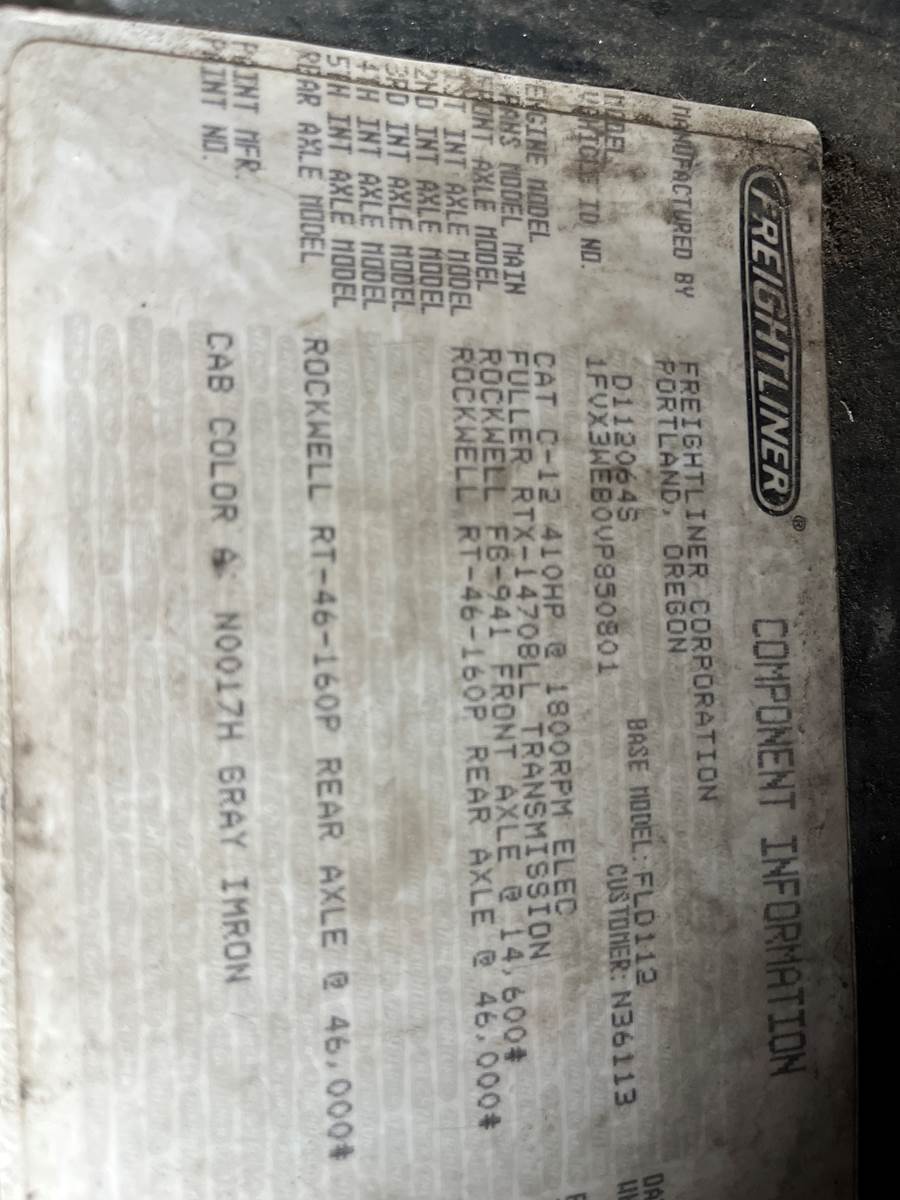 FREIGHTLINER® COMPONENT INFORMATION
MANUFACTURED BY FREIGHTLINER CORPORATION
PORTLAND, OREGON
MODEL D112064S BASE MODEL: FLD112
VEHICLE ID NO. 1FVX3WEB0VP850801 CUSTOMER: N36113
ENGINE MODEL CAT C-12 410HP @ 1800RPM ELEC
TRANS MODEL MAIN FULLER RTX-14708LL TRANSMISSION
FRONT AXLE MODEL ROCKWELL FG-941 FRONT AXLE @ 14,600#
1ST INT AXLE MODEL ROCKWELL RT-46-160P REAR AXLE @ 46,000#
2ND INT AXLE MODEL
3RD INT AXLE MODEL
4TH INT AXLE MODEL
5TH INT AXLE MODEL
REAR AXLE MODEL ROCKWELL RT-46-160P REAR AXLE @ 46,000#
PAINT MFR.
PAINT NO. CAB COLOR A: N0017H GRAY IMRON